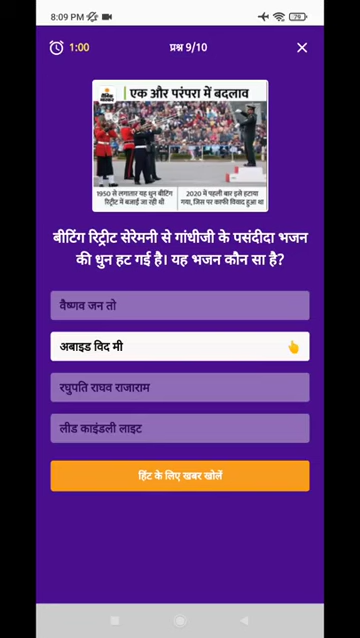 8:09 PM
79
1:00
प्रश्न 9/10
एक और परंपरा में बदलाव
1950 से लगातार यह धुन बीटिंग
रिट्रीट में बजाई जा रही थी
2020 में पहली बार इसे हटाया
गया, जिस पर काफी विवाद हुआ था
बीटिंग रिट्रीट सेरेमनी से गांधीजी के पसंदीदा भजन
की धुन हट गई है। यह भजन कौन सा है?
वैष्णव जन तो
अबाइड विद मी
रघुपति राघव राजाराम
लीड काइंडली लाइट
हिंट के लिए खबर खोलें